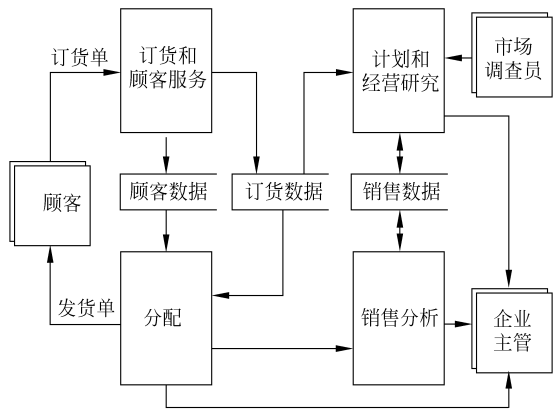 订货单
订货和
顾客服务
计划和
经营研究
市场
调查员
顾客
顾客数据
订货数据
销售数据
发货单
分配
销售分析
企业
主管